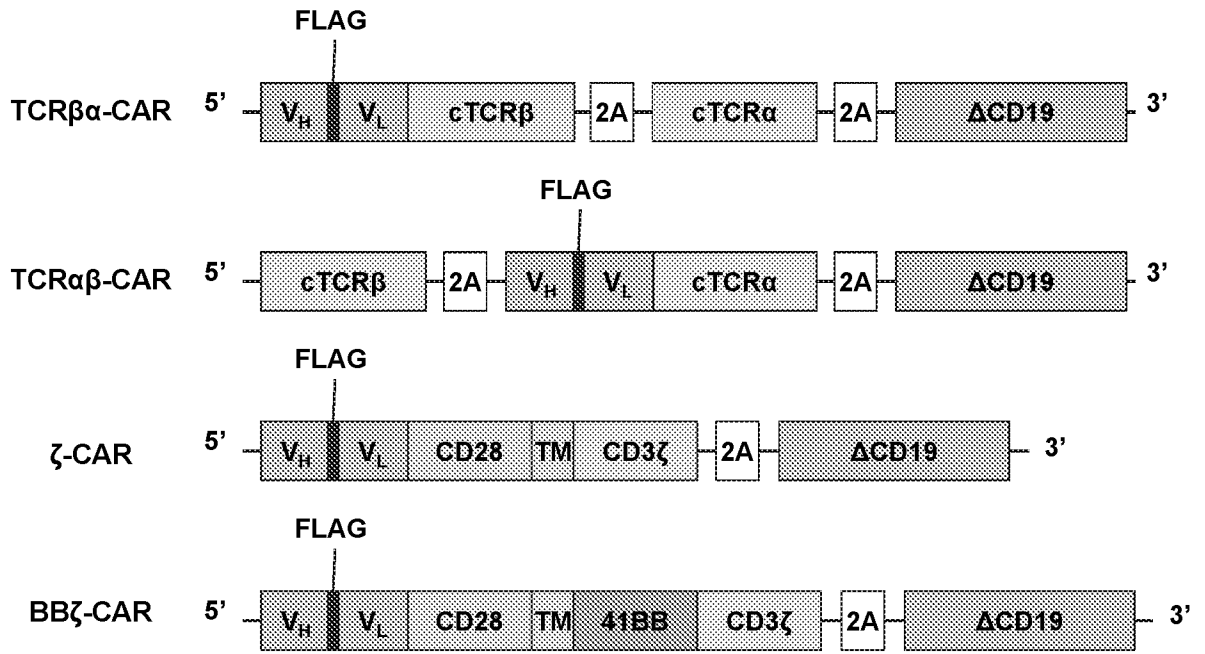 FLAG
TCRβα-CAR 5’ VH VL cTCRβ 2A cTCRα 2A ΔCD19 3’
FLAG
TCRαβ-CAR 5’ cTCRβ 2A VH VL cTCRα 2A ΔCD19 3’
FLAG
ζ-CAR 5’ VH VL CD28 TM CD3ζ 2A ΔCD19 3’
FLAG
BBζ-CAR 5’ VH VL CD28 TM 41BB CD3ζ 2A ΔCD19 3’